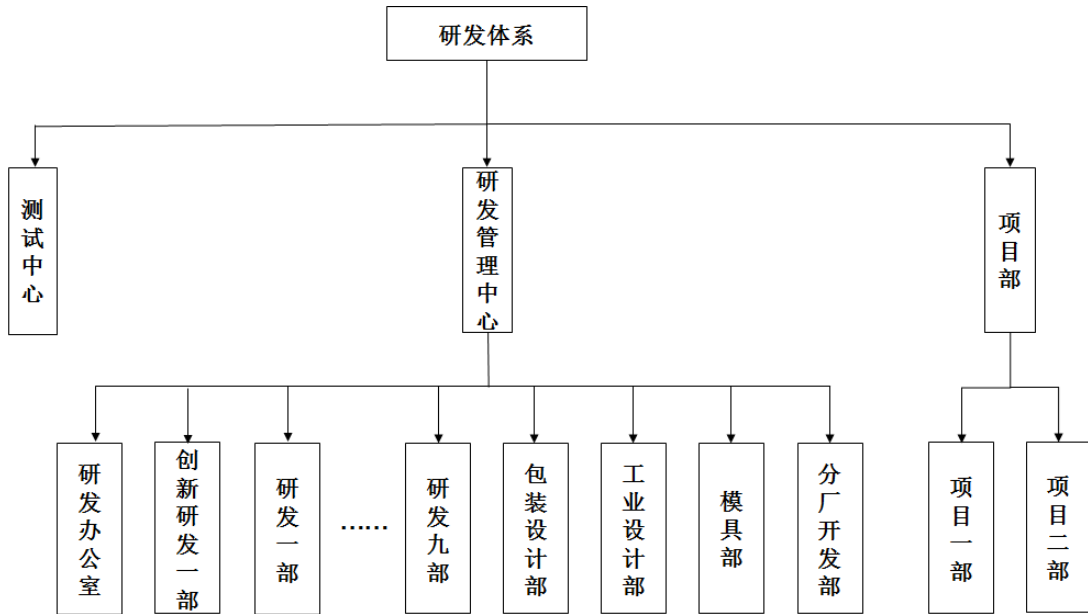 研发体系
测试中心
研发管理中心
项目部
研发办公室
创新研发一部
研发一部
……
研发九部
包装设计部
工业设计部
模具部
分厂开发部
项目一部
项目二部